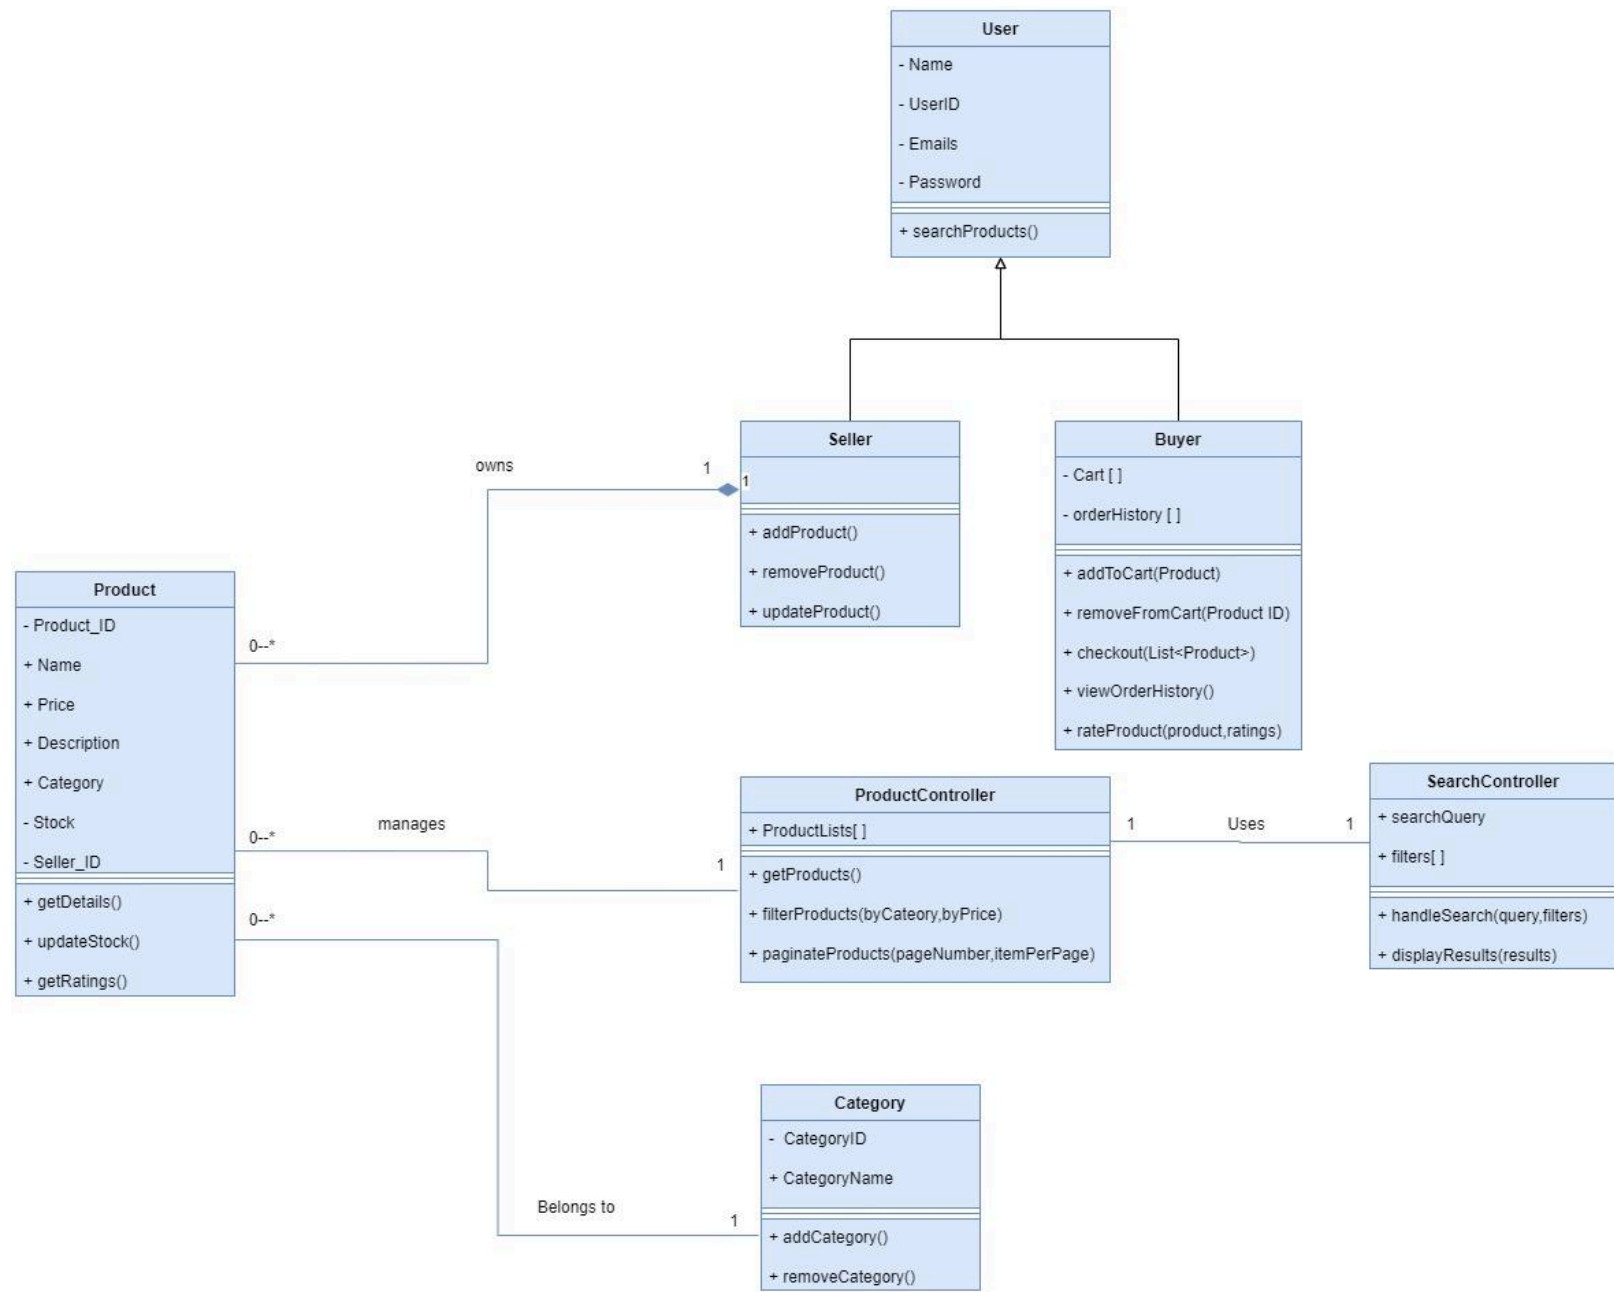 User
- Name
- UserID
- Emails
- Password
+ searchProducts()
Seller
1
+ addProduct()
+ removeProduct()
+ updateProduct()
owns
1
Buyer
- Cart [ ]
- orderHistory [ ]
+ addToCart(Product)
+ removeFromCart(Product ID)
+ checkout(List<Product>)
+ viewOrderHistory()
+ rateProduct(product,ratings)
Product
- Product_ID
+ Name
+ Price
+ Description
+ Category
- Stock
- Seller_ID
+ getDetails()
+ updateStock()
+ getRatings()
0--*
0--*
manages
1
0--*
ProductController
+ ProductLists[ ]
+ getProducts()
+ filterProducts(byCateory,byPrice)
+ paginateProducts(pageNumber,itemPerPage)
1
Uses
1
SearchController
+ searchQuery
+ filters[ ]
+ handleSearch(query,filters)
+ displayResults(results)
Belongs to
1
Category
- CategoryID
+ CategoryName
+ addCategory()
+ removeCategory()